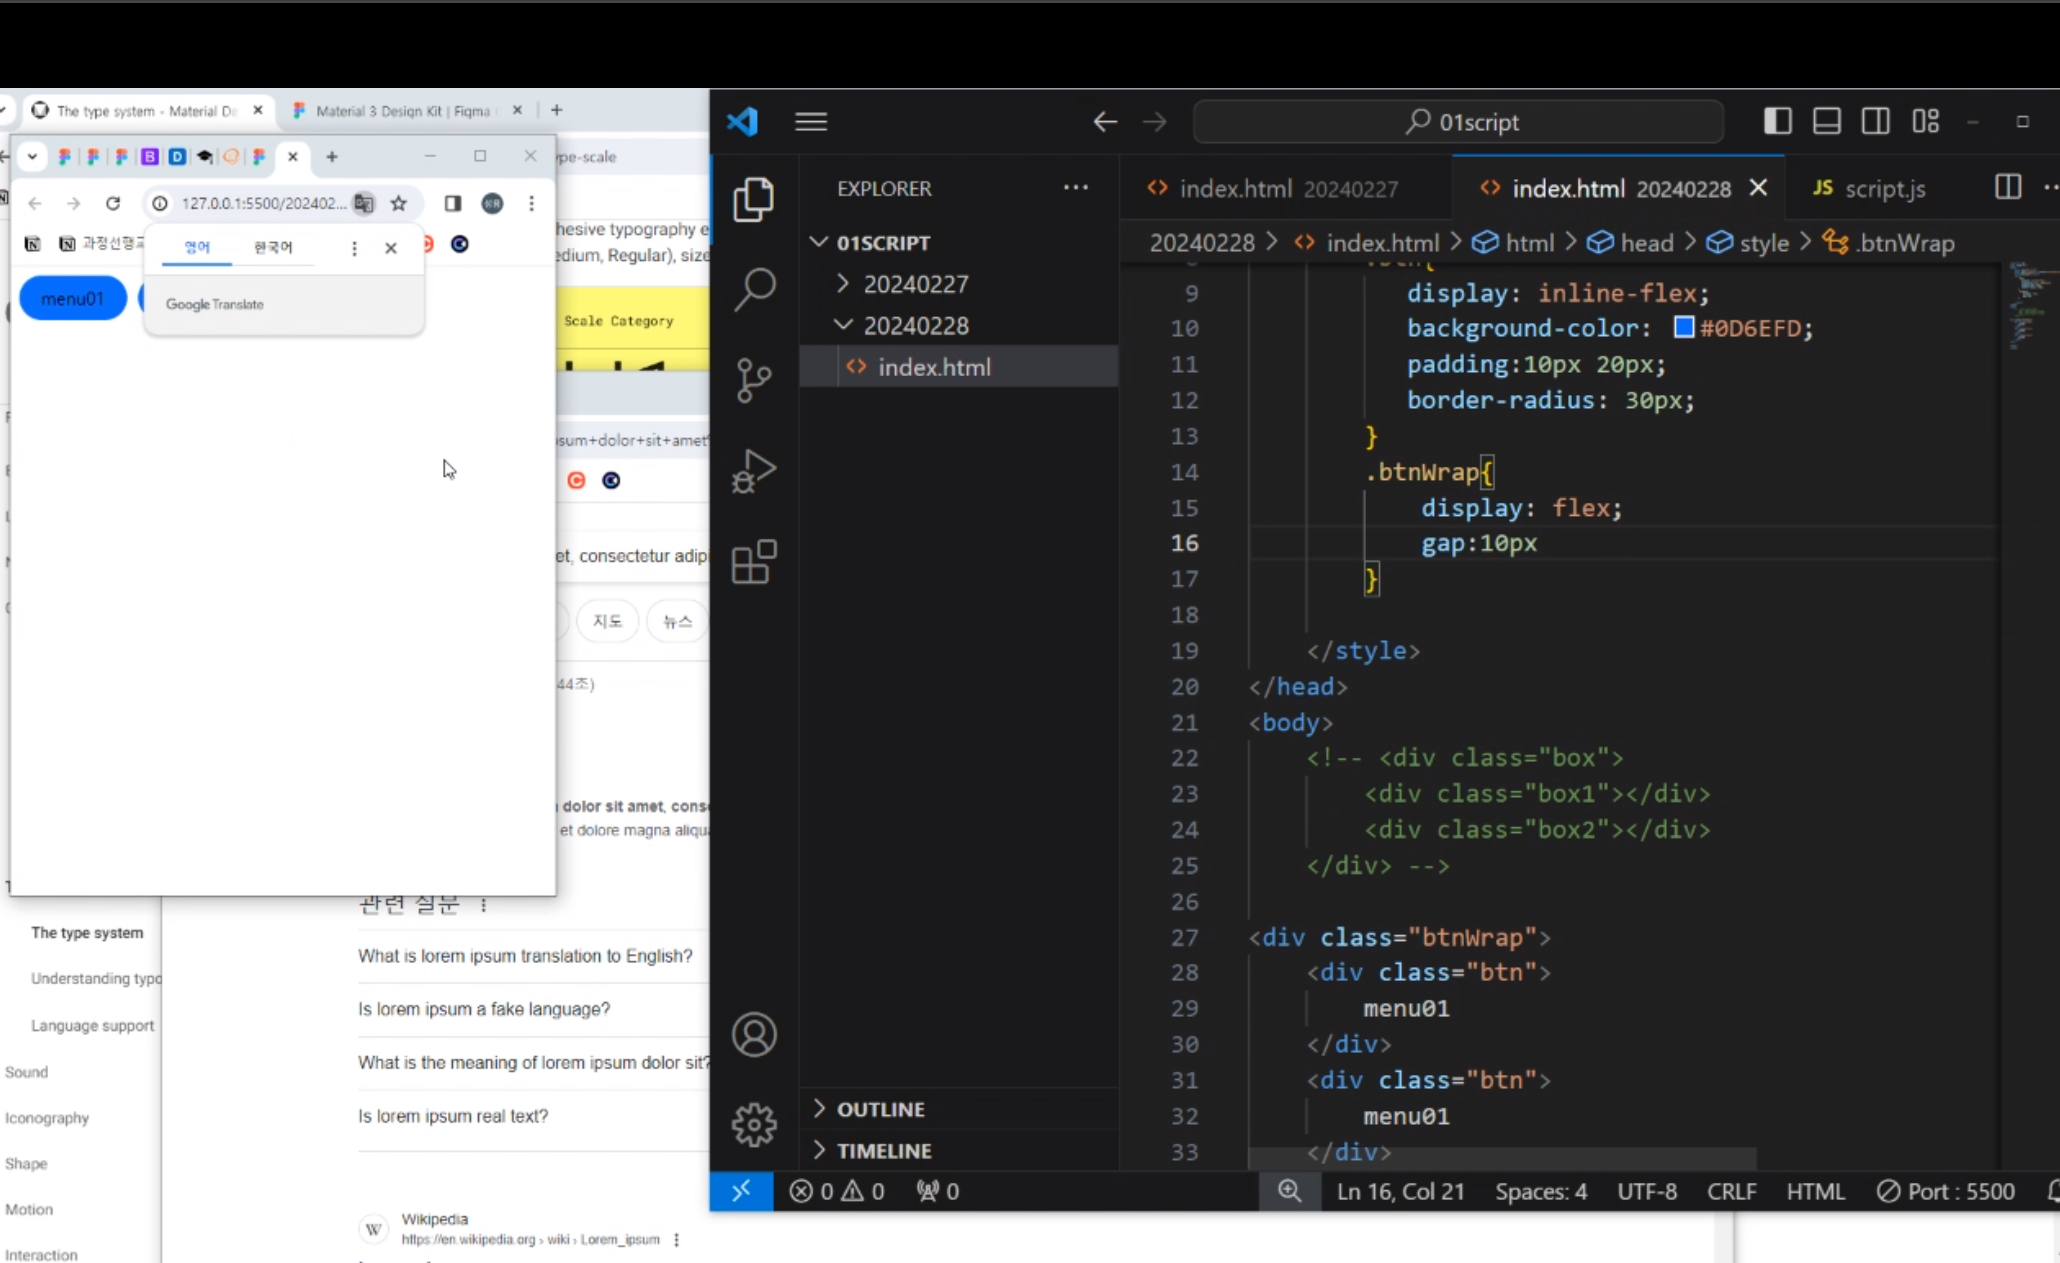 The type system - Material De
Material 3 Design Kit | Figma
127.0.0.1:5500/202402...
과정선행교
영어
한국어
Google Translate
menu01
pe-scale
hesive typography e
edium, Regular), size
Scale Category
sum+dolor+sit+amet
et, consectetur adipi
지도
뉴스
44조)
dolor sit amet, conse
et dolore magna aliqu
관련 질문
What is lorem ipsum translation to English?
Is lorem ipsum a fake language?
What is the meaning of lorem ipsum dolor sit?
Is lorem ipsum real text?
Wikipedia
https://en.wikipedia.org › wiki › Lorem_ipsum
The type system
Understanding typo
Language support
Sound
Iconography
Shape
Motion
Interaction
01script
EXPLORER
01SCRIPT
20240227
20240228
index.html
OUTLINE
TIMELINE
index.html 20240227
index.html 20240228
JS script.js
20240228 > index.html > html > head > style > .btnWrap
9 display: inline-flex;
10 background-color: #0D6EFD;
11 padding:10px 20px;
12 border-radius: 30px;
13 }
14 .btnWrap{
15 display: flex;
16 gap:10px
17 }
18
19 </style>
20 </head>
21 <body>
22 <!-- <div class="box">
23 <div class="box1"></div>
24 <div class="box2"></div>
25 </div> -->
26
27 <div class="btnWrap">
28 <div class="btn">
29 menu01
30 </div>
31 <div class="btn">
32 menu01
33 </div>
0 0 0
Ln 16, Col 21 Spaces: 4 UTF-8 CRLF HTML Port : 5500